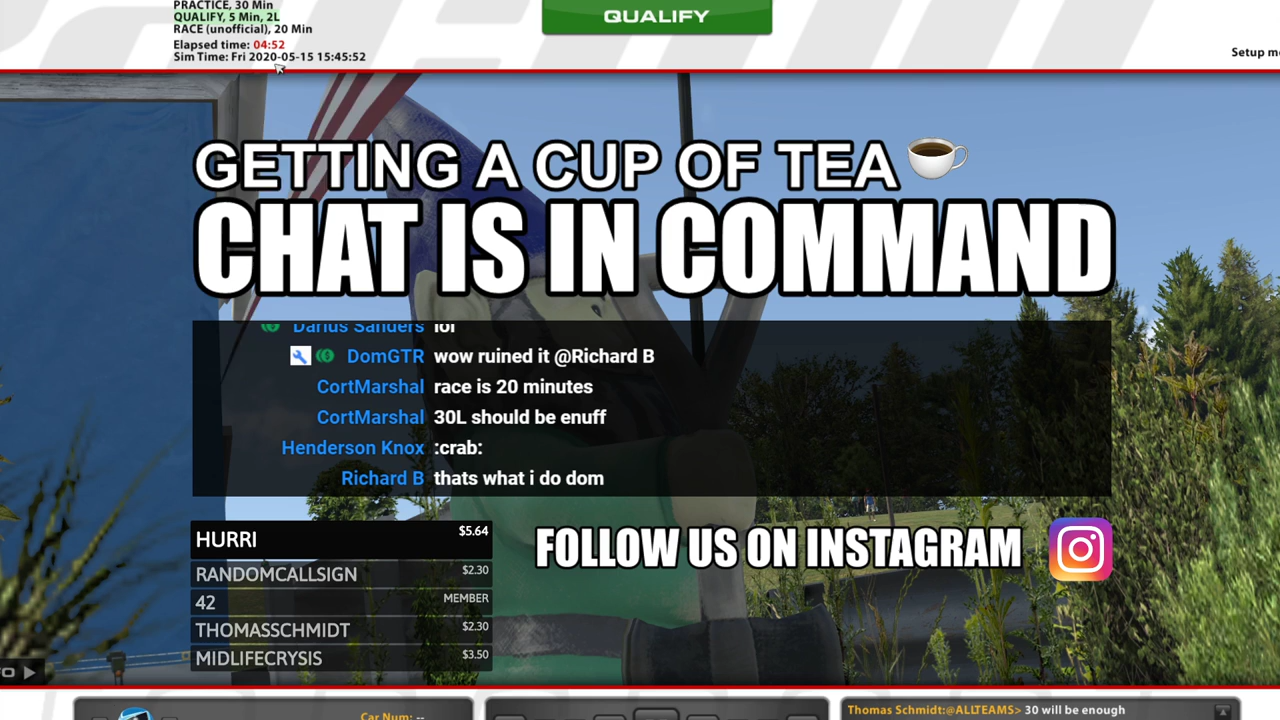 PRACTICE, 30 Min
QUALIFY, 5 Min, 2L
RACE (unofficial), 20 Min
Elapsed time: 04:52
Sim Time: Fri 2020-05-15 15:45:52
QUALIFY
Setup
GETTING A CUP OF TEA
CHAT IS IN COMMAND
Darius Sanders lol
DomGTR wow ruined it @Richard B
CortMarshal race is 20 minutes
CortMarshal 30L should be enuff
Henderson Knox :crab:
Richard B thats what i do dom
HURRI $5.64
RANDOMCALLSIGN $2.30
42 MEMBER
THOMASSCHMIDT $2.30
MIDLIFECRYSIS $3.50
FOLLOW US ON INSTAGRAM
Car Num: --
Thomas Schmidt:@ALLTEAMS> 30 will be enough